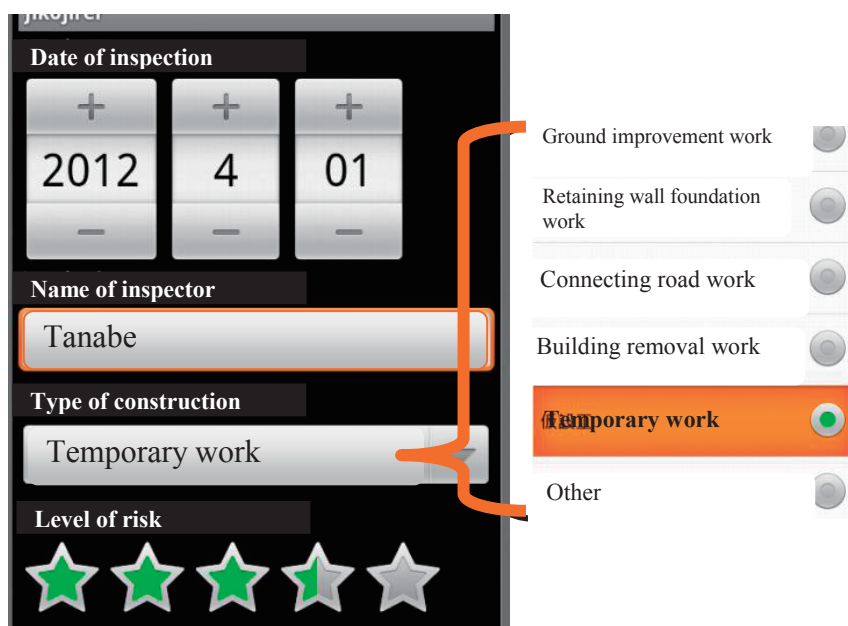 jikojirei
Date of inspection
+ + +
2012 4 01
− − −
Name of inspector
Tanabe
Type of construction
Temporary work
Level of risk
Ground improvement work
Retaining wall foundation
work
Connecting road work
Building removal work
Temporary work
Other